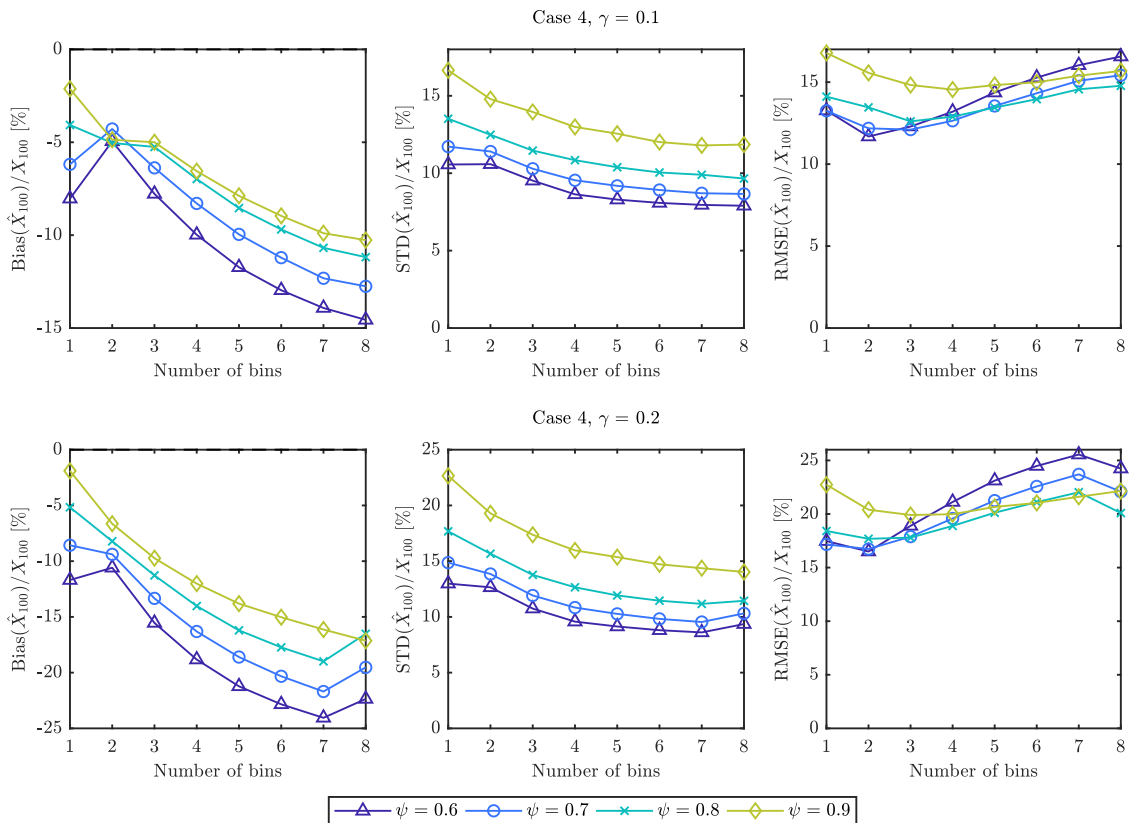 Case 4, γ = 0.1
Bias(X̂₁₀₀)/X₁₀₀ [%]
0
-5
-10
-15
1 2 3 4 5 6 7 8
Number of bins
STD(X̂₁₀₀)/X₁₀₀ [%]
15
10
5
0
1 2 3 4 5 6 7 8
Number of bins
RMSE(X̂₁₀₀)/X₁₀₀ [%]
15
10
5
0
1 2 3 4 5 6 7 8
Number of bins
Case 4, γ = 0.2
Bias(X̂₁₀₀)/X₁₀₀ [%]
0
-5
-10
-15
-20
-25
1 2 3 4 5 6 7 8
Number of bins
STD(X̂₁₀₀)/X₁₀₀ [%]
25
20
15
10
5
0
1 2 3 4 5 6 7 8
Number of bins
RMSE(X̂₁₀₀)/X₁₀₀ [%]
25
20
15
10
5
0
1 2 3 4 5 6 7 8
Number of bins
ψ = 0.6 ψ = 0.7 ψ = 0.8 ψ = 0.9